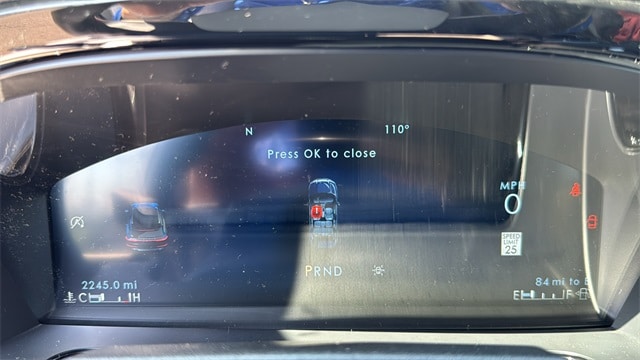 N 110°
Press OK to close
MPH
0
SPEED
LIMIT
25
PRND
2245.0 mi 84 mi to E
C H E F